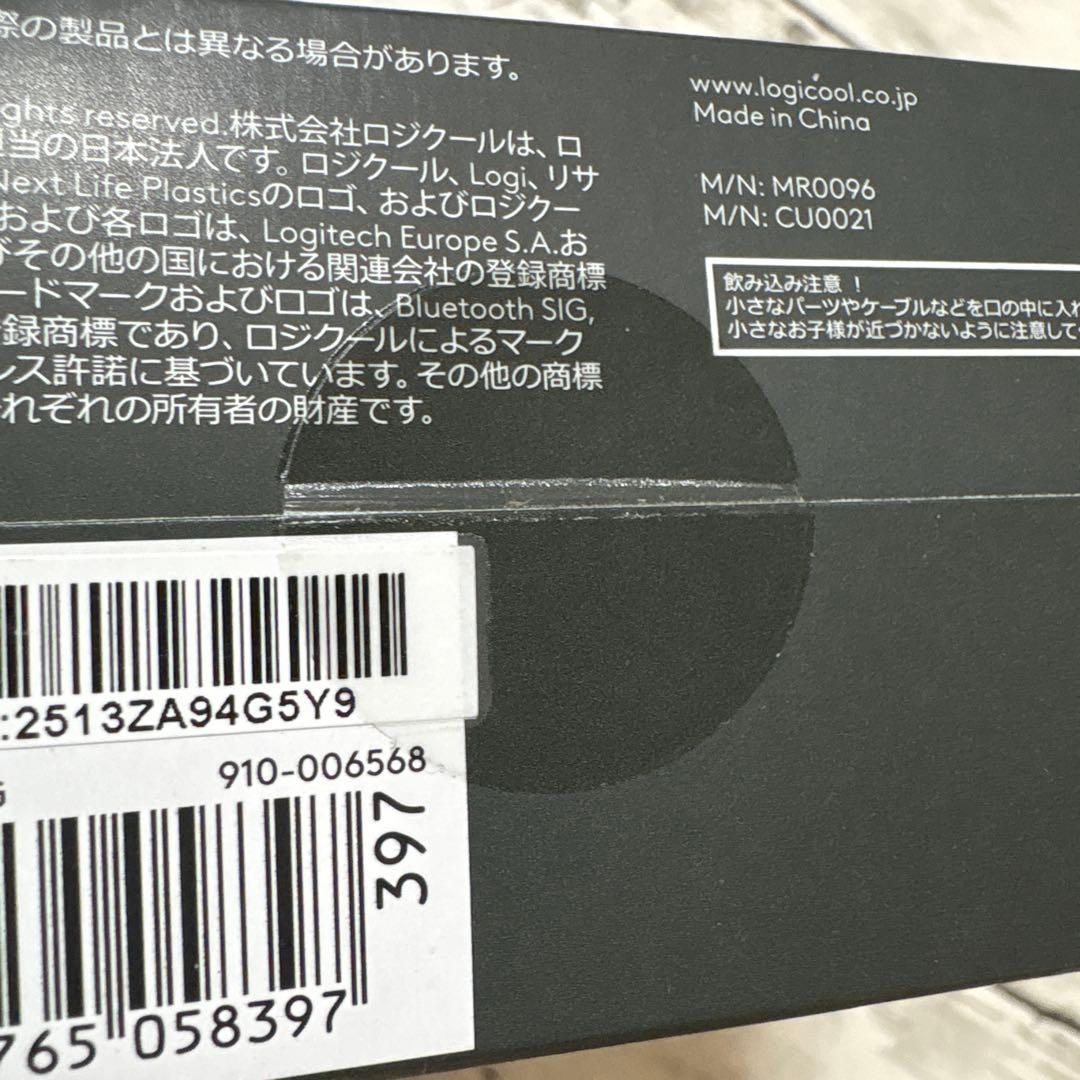 際の製品とは異なる場合があります。
ghts reserved.株式会社ロジクールは、ロ
担当の日本法人です。ロジクール、Logi、リサ
Next Life Plasticsのロゴ、およびロジクー
および各ロゴは、Logitech Europe S.A.お
びその他の国における関連会社の登録商標
ードマークおよびロゴは、Bluetooth SIG,
登録商標であり、ロジクールによるマーク
ンス許諾に基づいています。その他の商標
れぞれの所有者の財産です。
www.logicool.co.jp
Made in China
M/N: MR0096
M/N: CU0021
飲み込み注意！
小さなパーツやケーブルなどを口の中に入れ
小さなお子様が近づかないように注意して
:2513ZA94G5Y9
G
910-006568
397
765 058397